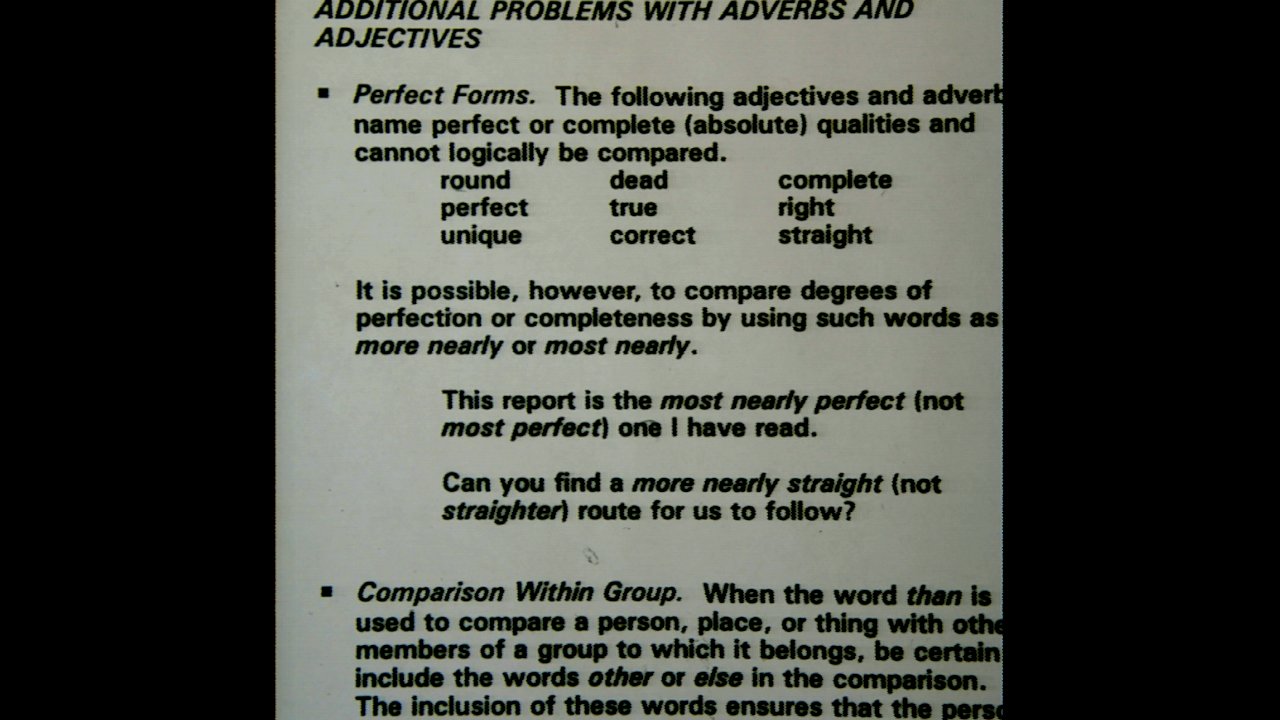 ADDITIONAL PROBLEMS WITH ADVERBS AND
ADJECTIVES
▪ Perfect Forms. The following adjectives and adverb
name perfect or complete (absolute) qualities and
cannot logically be compared.
round dead complete
perfect true right
unique correct straight
It is possible, however, to compare degrees of
perfection or completeness by using such words as
more nearly or most nearly.
This report is the most nearly perfect (not
most perfect) one I have read.
Can you find a more nearly straight (not
straighter) route for us to follow?
▪ Comparison Within Group. When the word than is
used to compare a person, place, or thing with othe
members of a group to which it belongs, be certain
include the words other or else in the comparison.
The inclusion of these words ensures that the perso